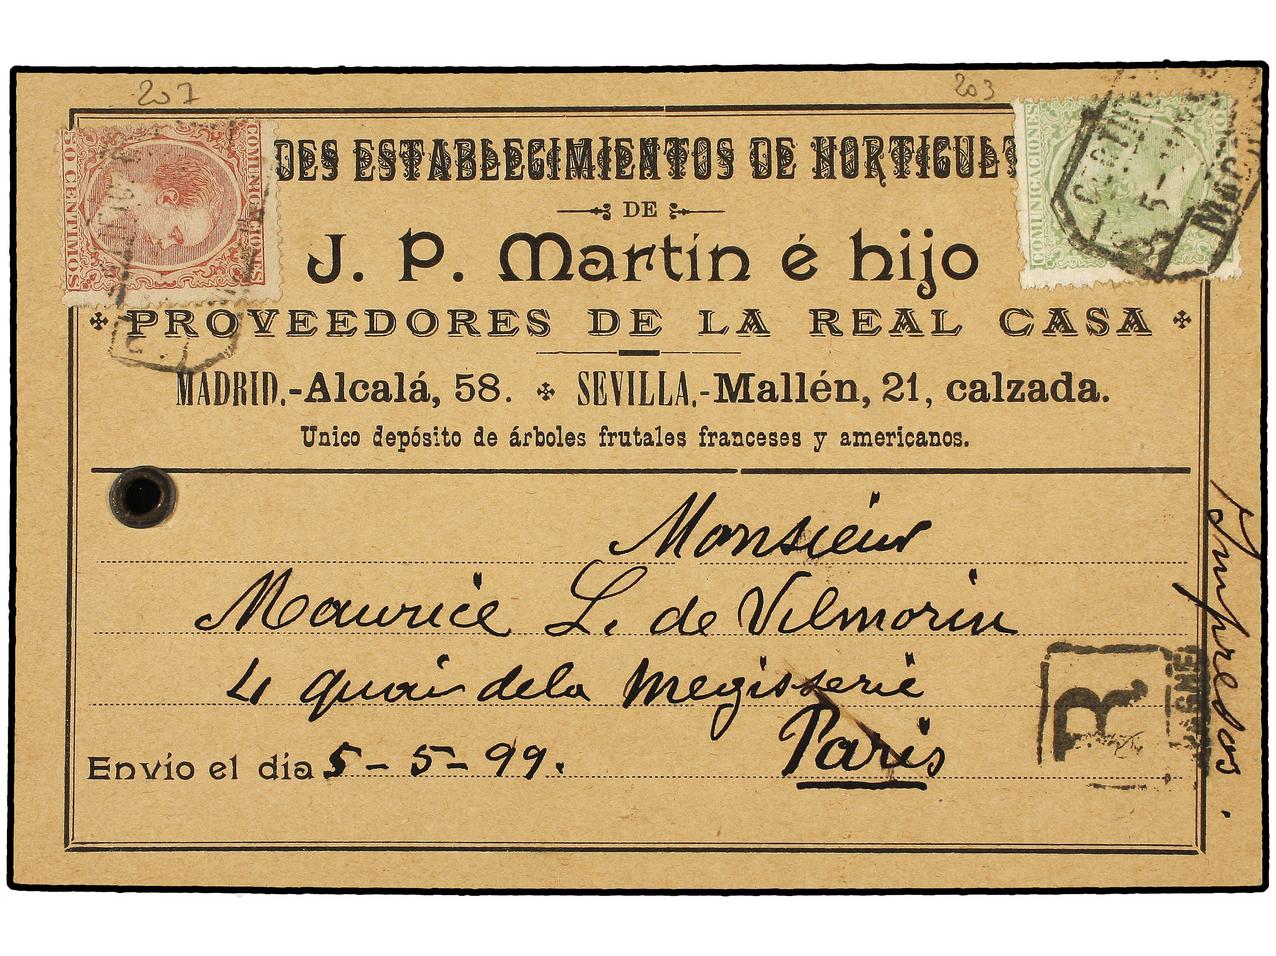 207
203
COMUNICACIONES
50 CENTIMOS
COMUNICACIONES
DES ESTABLECIMIENTOS DE HORTICULT
DE
J. P. Martín é hijo
PROVEEDORES DE LA REAL CASA
MADRID.-Alcalá, 58. SEVILLA.-Mallén, 21, calzada.
Unico depósito de árboles frutales franceses y americanos.
Monsieur
Maurice L. de Vilmorin
4 quai de la Megisserie
Paris
Envio el dia 5-5-99.
R.
Impresos.